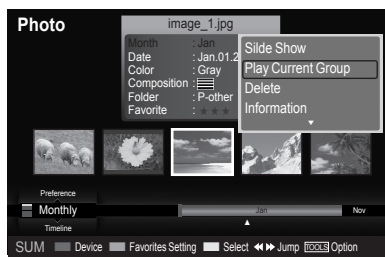 Photo
image_1.jpg
Month : Jan
Date : Jan.01.2
Color : Gray
Composition :
Folder : P-other
Favorite : ★ ★ ★
Silde Show
Play Current Group
Delete
Information
Preference
Monthly
Timeline
Jan
Nov
SUM Device Favorites Setting Select Jump TOOLS Option